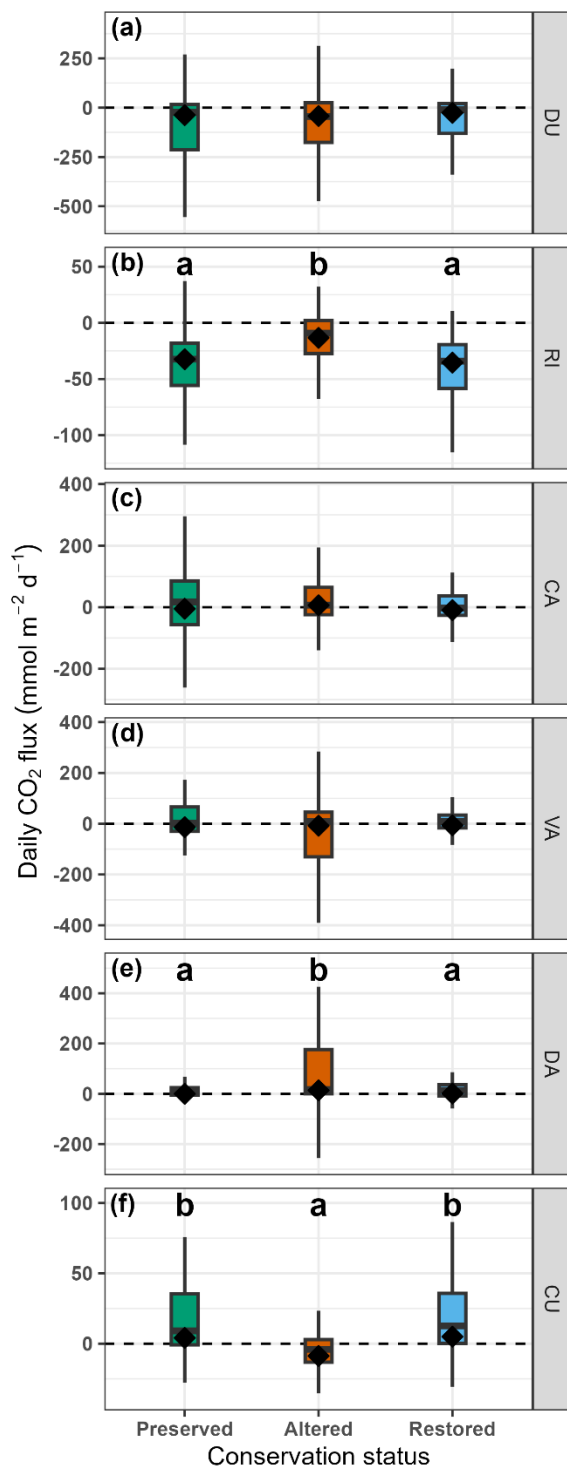 (a)
250
0
-250
-500
DU
(b)
a
b
a
50
0
-50
-100
RI
(c)
400
200
0
-200
CA
(d)
400
200
0
-200
-400
VA
(e)
a
b
a
400
200
0
-200
DA
(f)
b
a
b
100
50
0
CU
Daily CO₂ flux (mmol m⁻² d⁻¹)
Preserved Altered Restored
Conservation status